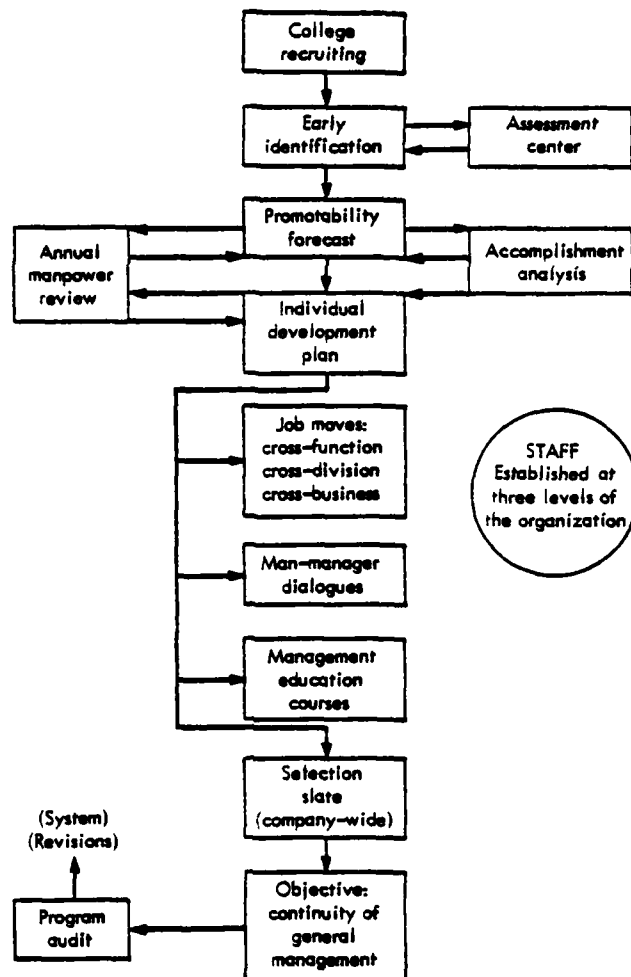 College
recruiting
Early
identification
Assessment
center
Promotability
forecast
Annual
manpower
review
Accomplishment
analysis
Individual
development
plan
Job moves:
cross-function
cross-division
cross-business
STAFF
Established at
three levels of
the organization
Man-manager
dialogues
Management
education
courses
Selection
slate
(company-wide)
(System)
(Revisions)
Objective:
continuity of
general
management
Program
audit